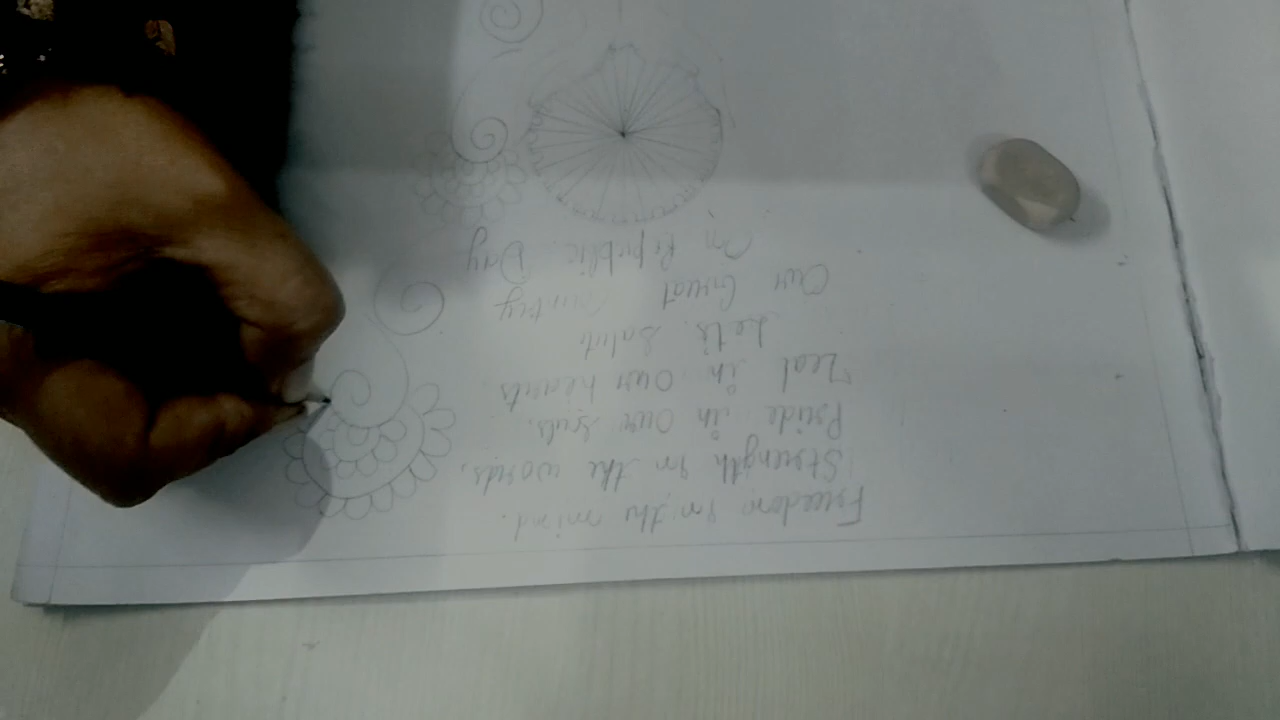 Freedom in the mind.
Strength in the words,
Pride in Our Souls,
Zeal in Our hearts
Let's Salute
Our Great Country
On Republic Day